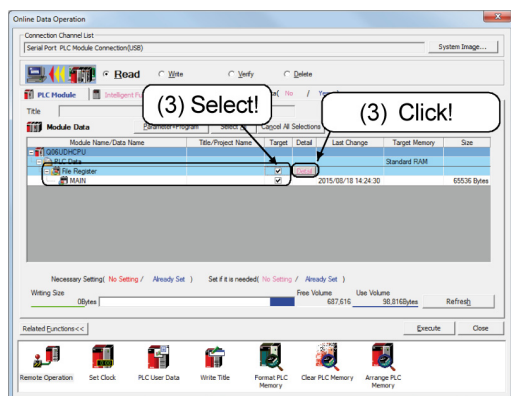 Online Data Operation
Connection Channel List
Serial Port PLC Module Connection(USB)
System Image...
Read Write Verify Delete
PLC Module Intelligent Fu ta( No / Yes
(3) Select!
(3) Click!
Title
Module Data Parameter+Program Select Cancel All Selections
Module Name/Data Name Title/Project Name Target Detail Last Change Target Memory Size
Q06UDHCPU
PLC Data Standard RAM
File Register Detail
MAIN 2015/08/18 14:24:30 65536 Bytes
Necessary Setting( No Setting / Already Set ) Set if it is needed( No Setting / Already Set )
Writing Size Free Volume Use Volume
0Bytes 687,616 98,816Bytes Refresh
Related Functions<< Execute Close
Remote Operation Set Clock PLC User Data Write Title Format PLC Memory Clear PLC Memory Arrange PLC Memory